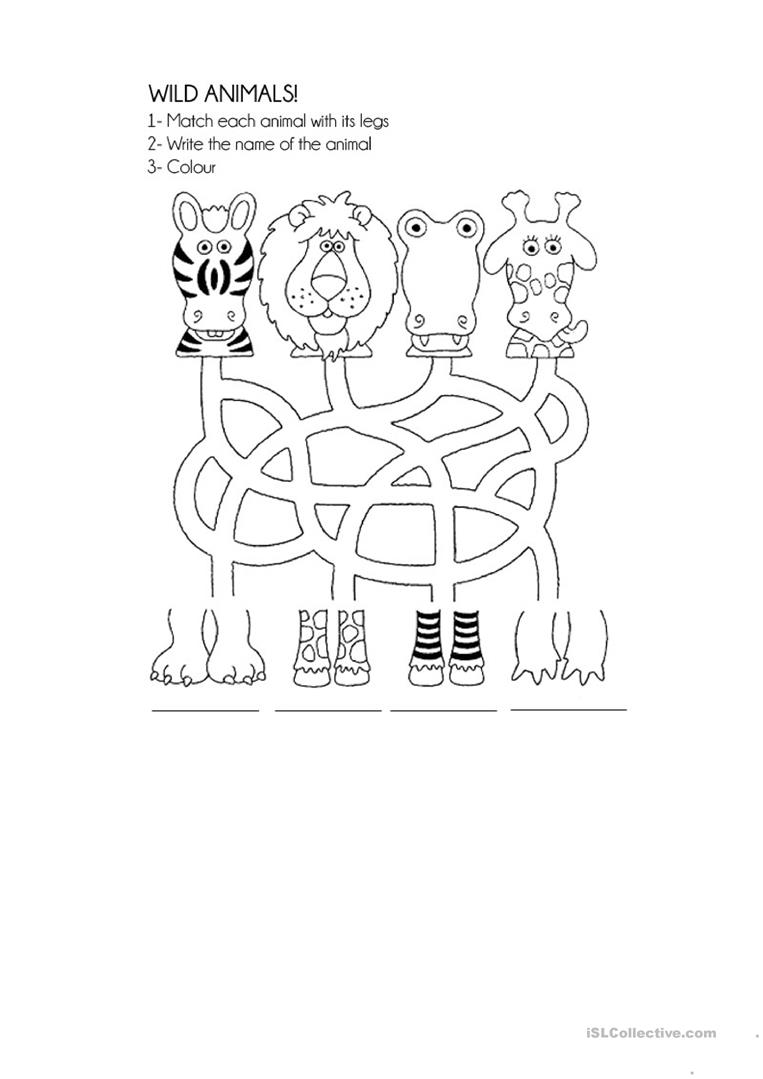 WILD ANIMALS!
1- Match each animal with its legs
2- Write the name of the animal
3- Colour
iSLCollective.com